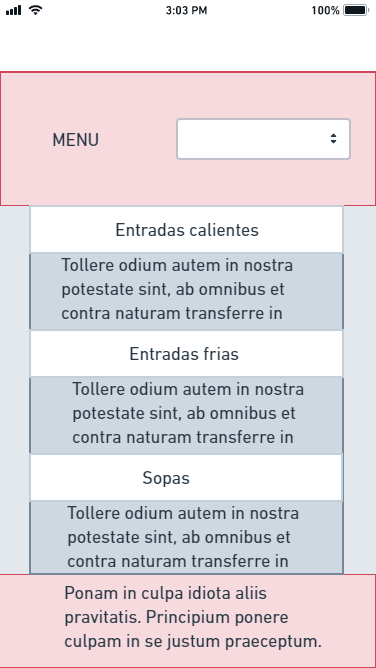 3:03 PM
100%
MENU
Entradas calientes
Tollere odium autem in nostra
potestate sint, ab omnibus et
contra naturam transferre in
Entradas frias
Tollere odium autem in nostra
potestate sint, ab omnibus et
contra naturam transferre in
Sopas
Tollere odium autem in nostra
potestate sint, ab omnibus et
contra naturam transferre in
Ponam in culpa idiota aliis
pravitatis. Principium ponere
culpam in se justum praeceptum.